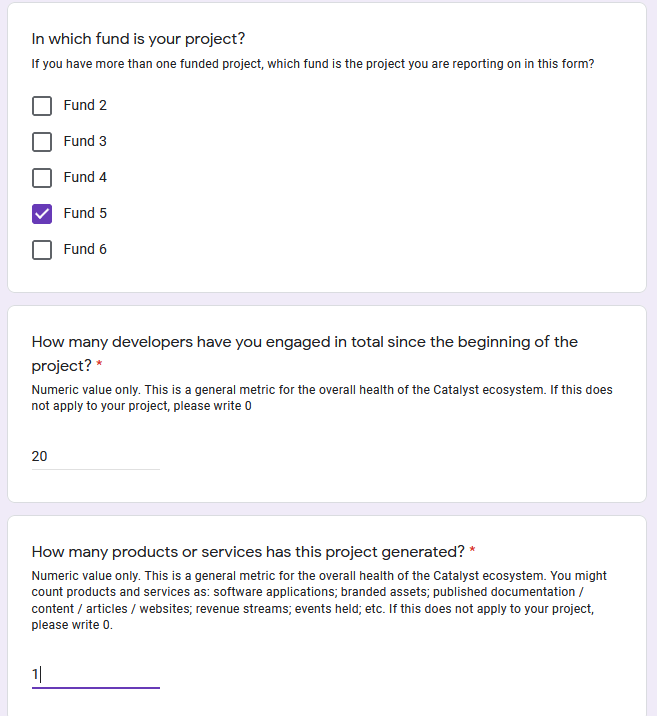 In which fund is your project?
If you have more than one funded project, which fund is the project you are reporting on in this form?
Fund 2
Fund 3
Fund 4
Fund 5
Fund 6
How many developers have you engaged in total since the beginning of the
project? *
Numeric value only. This is a general metric for the overall health of the Catalyst ecosystem. If this does
not apply to your project, please write 0
20
How many products or services has this project generated? *
Numeric value only. This is a general metric for the overall health of the Catalyst ecosystem. You might
count products and services as: software applications; branded assets; published documentation /
content / articles / websites; revenue streams; events held; etc. If this does not apply to your project,
please write 0.
1